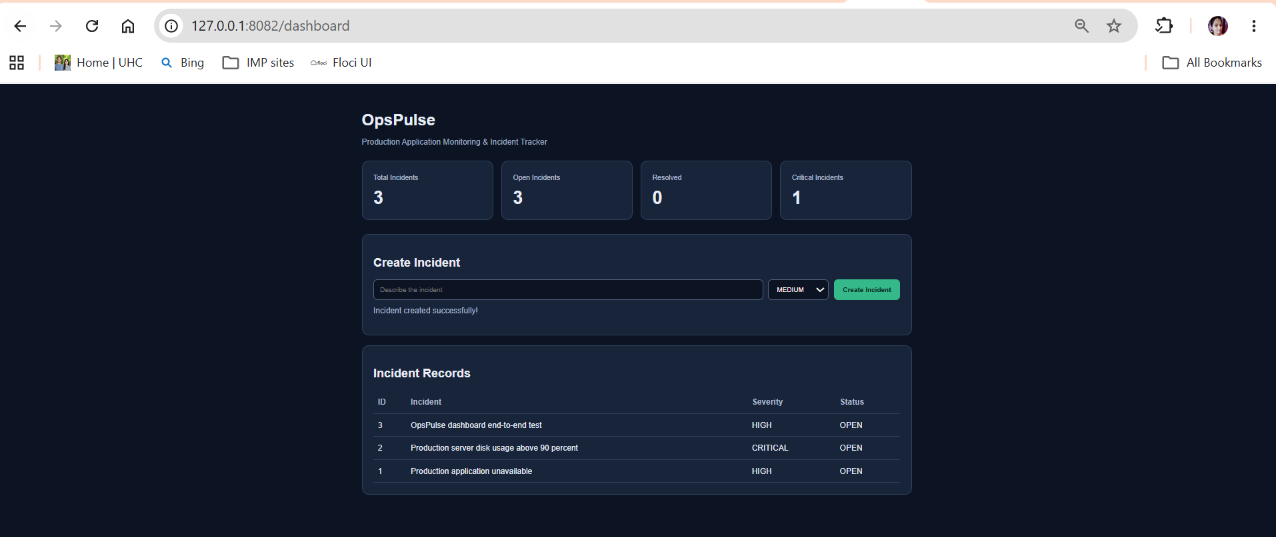 127.0.0.1:8082/dashboard
Home | UHC Bing IMP sites floci Floci UI All Bookmarks
OpsPulse
Production Application Monitoring & Incident Tracker
Total Incidents Open Incidents Resolved Critical Incidents
3 3 0 1
Create Incident
Describe the incident MEDIUM Create Incident
Incident created successfully!
Incident Records
ID Incident Severity Status
3 OpsPulse dashboard end-to-end test HIGH OPEN
2 Production server disk usage above 90 percent CRITICAL OPEN
1 Production application unavailable HIGH OPEN